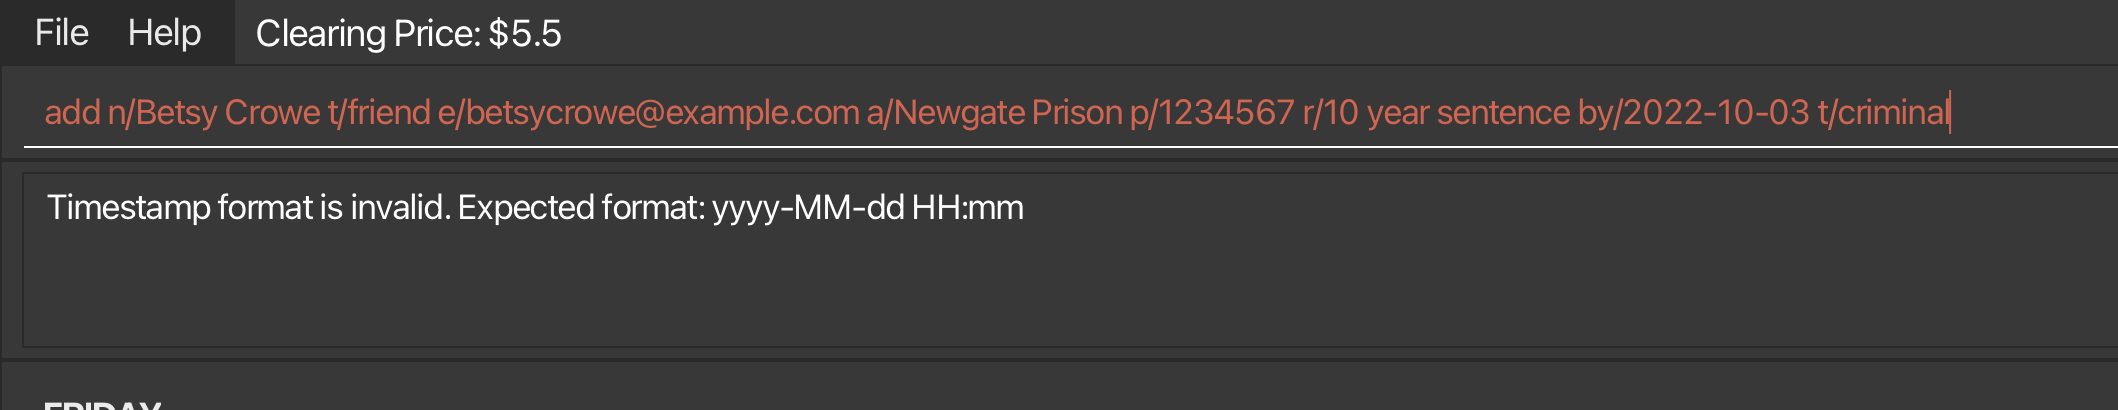 File Help Clearing Price: $5.5
add n/Betsy Crowe t/friend e/betsycrowe@example.com a/Newgate Prison p/1234567 r/10 year sentence by/2022-10-03 t/criminal
Timestamp format is invalid. Expected format: yyyy-MM-dd HH:mm
FRIDAY